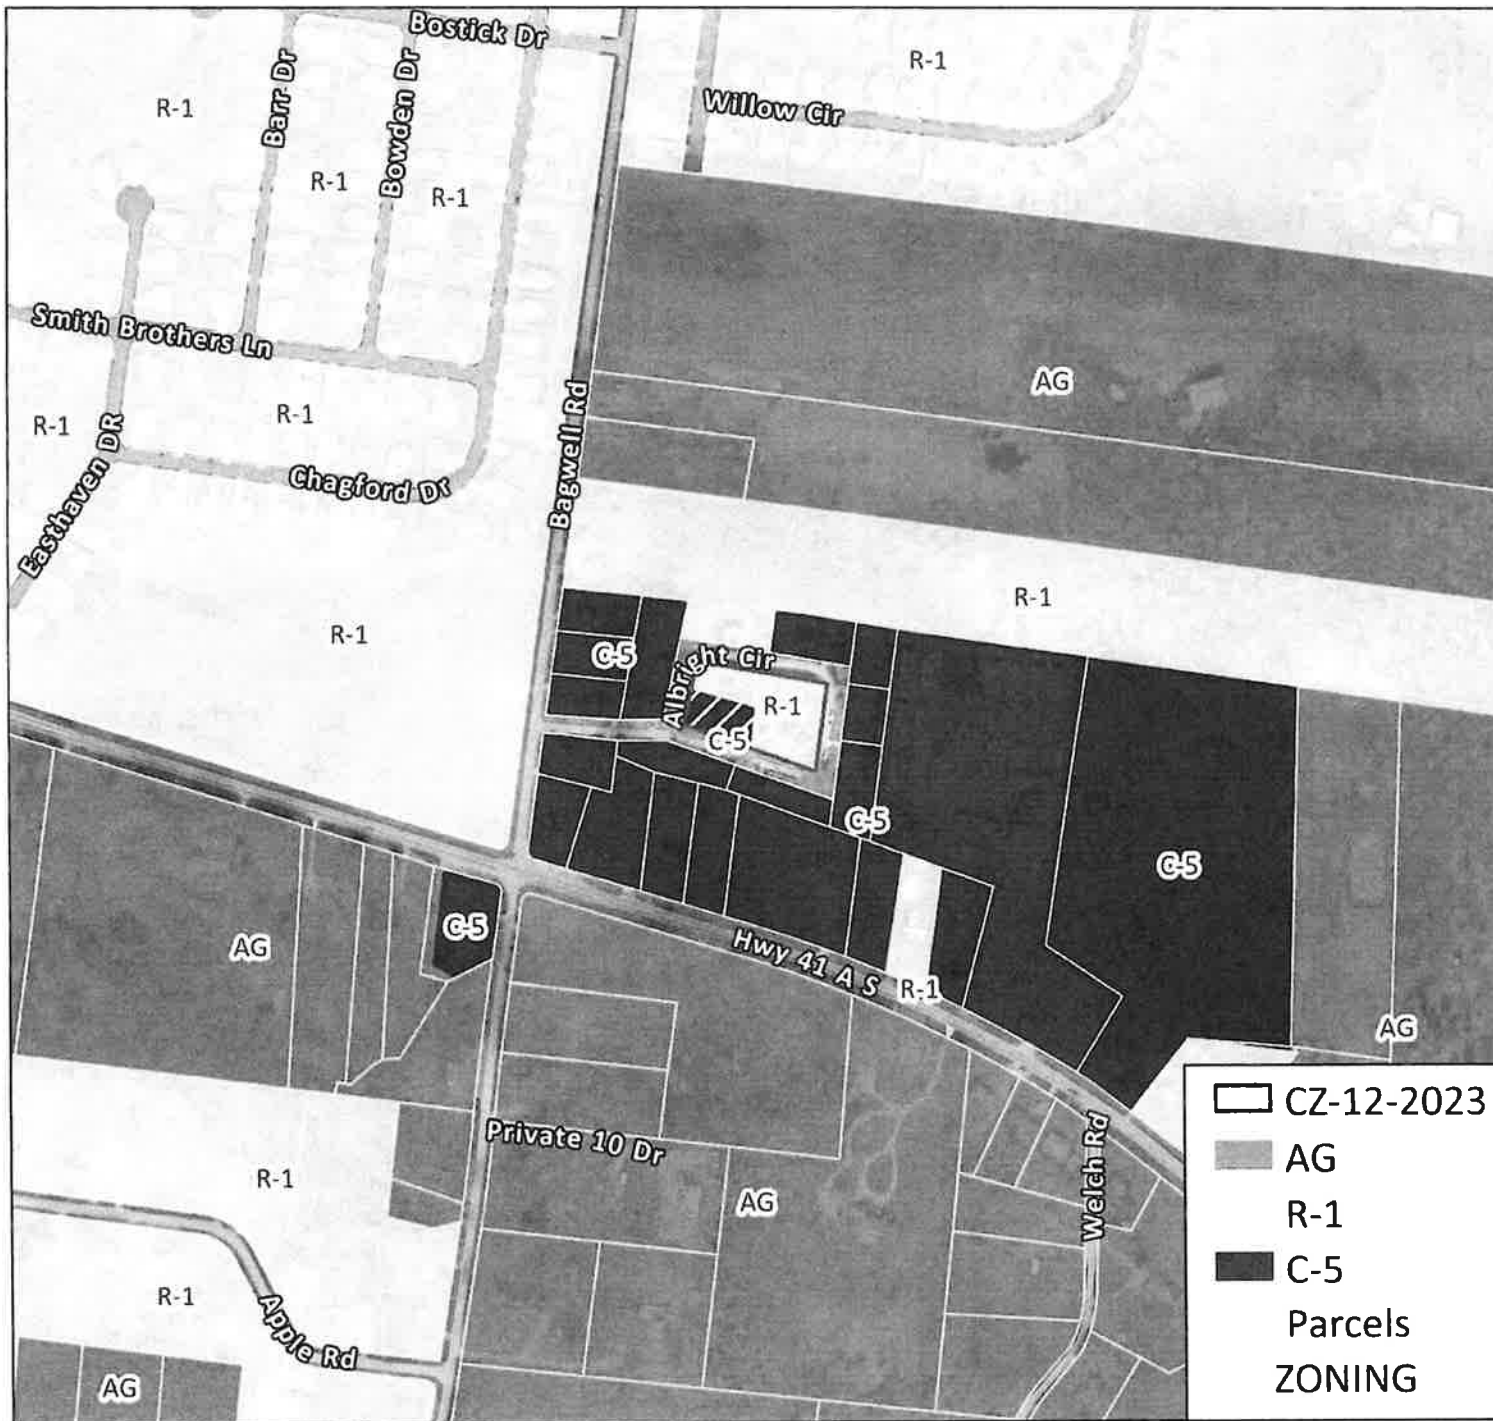 Bostick Dr
R-1
Barr Dr
Bowden Dr
Willow Cir
R-1
R-1
R-1
Smith Brothers Ln
AG
Bagwell Rd
R-1
R-1
Easthaven DR
Chagford Dr
R-1
R-1
C-5
Albright Cir
R-1
C-5
C-5
C-5
AG
C-5
Hwy 41 A S
R-1
AG
Private 10 Dr
R-1
AG
Welch Rd
R-1
Apple Rd
AG
CZ-12-2023
AG
R-1
C-5
Parcels
ZONING